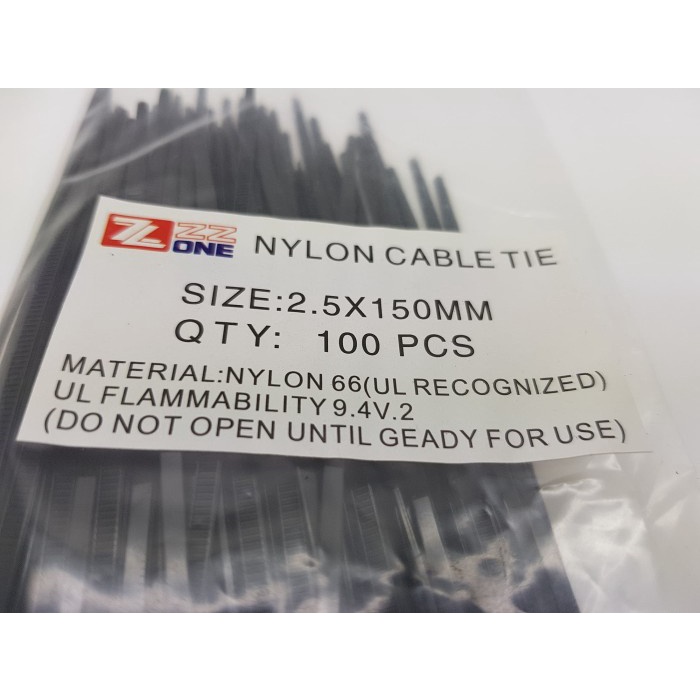 ZZ
ZZ
ONE
NYLON CABLE TIE
SIZE:2.5X150MM
QTY: 100 PCS
MATERIAL:NYLON 66(UL RECOGNIZED)
UL FLAMMABILITY 9.4V.2
(DO NOT OPEN UNTIL GEADY FOR USE)